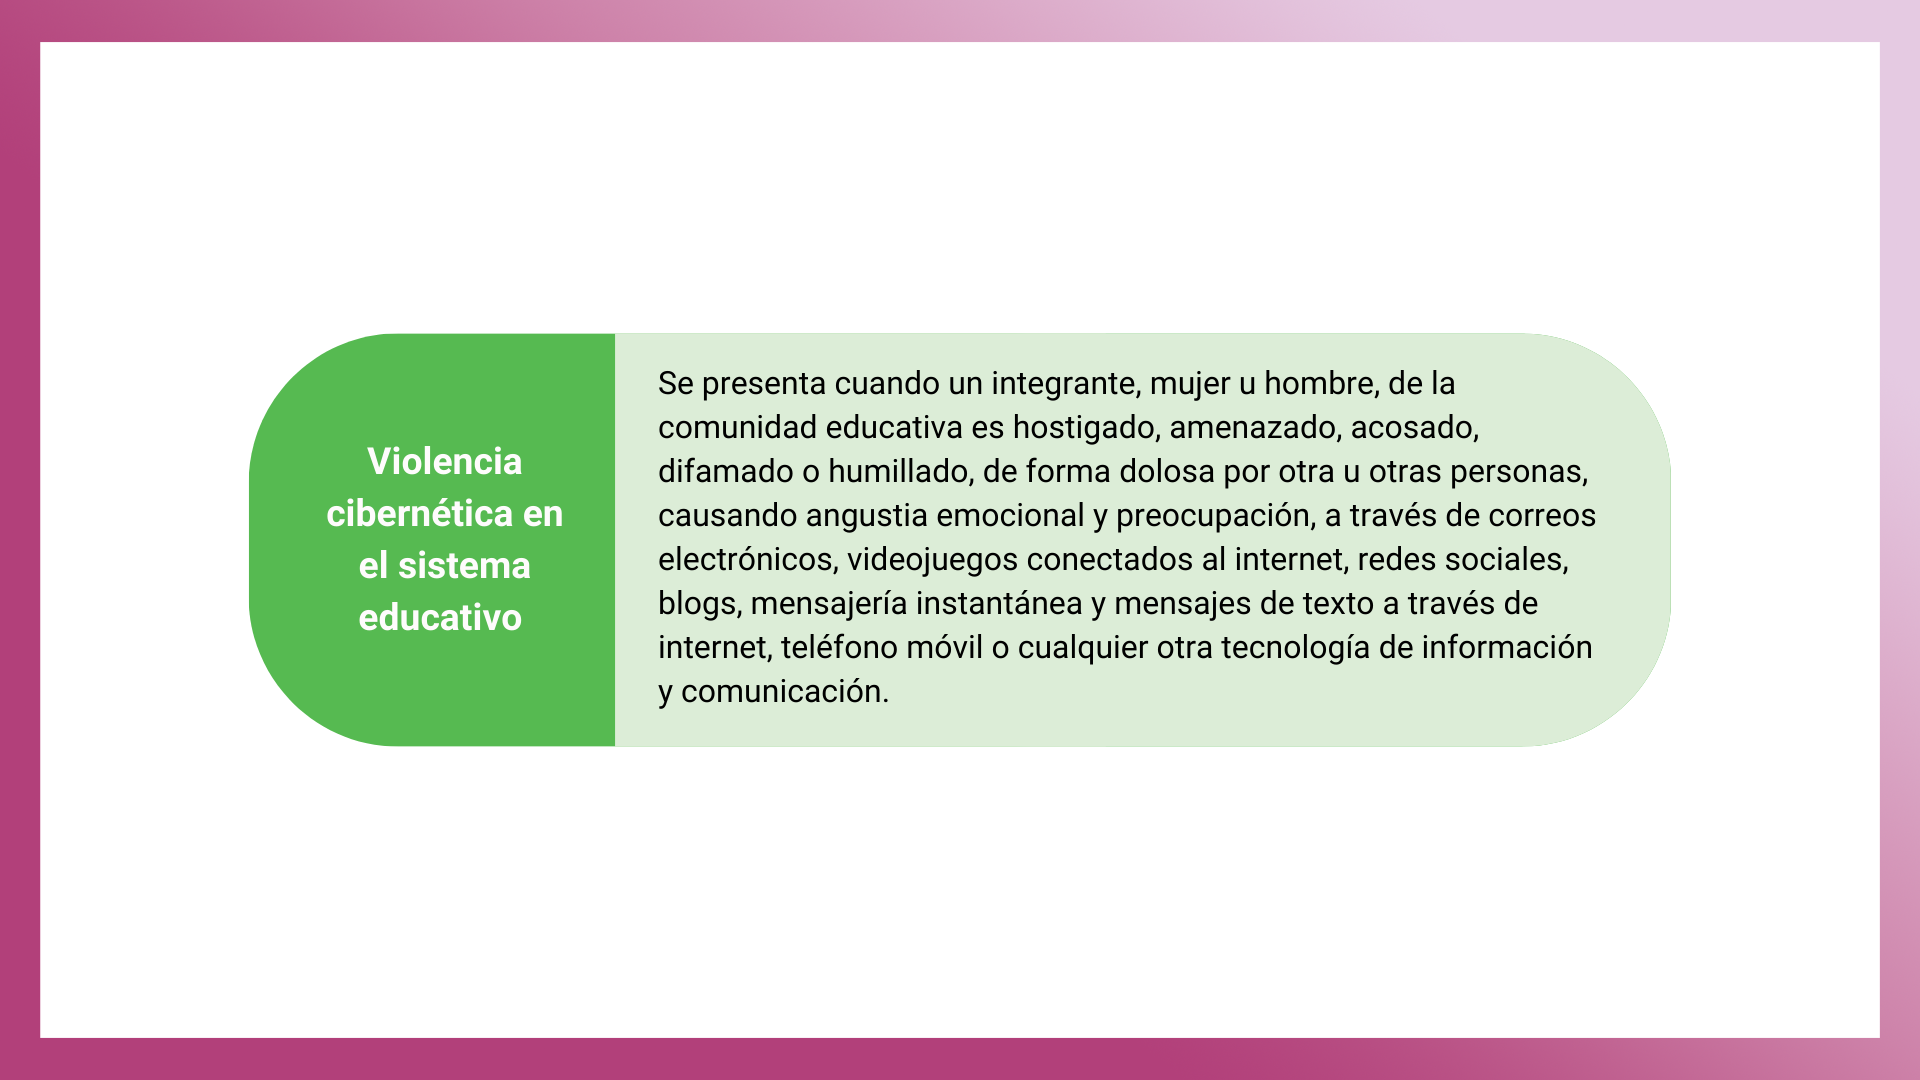 Violencia
cibernética en
el sistema
educativo
Se presenta cuando un integrante, mujer u hombre, de la
comunidad educativa es hostigado, amenazado, acosado,
difamado o humillado, de forma dolosa por otra u otras personas,
causando angustia emocional y preocupación, a través de correos
electrónicos, videojuegos conectados al internet, redes sociales,
blogs, mensajería instantánea y mensajes de texto a través de
internet, teléfono móvil o cualquier otra tecnología de información
y comunicación.